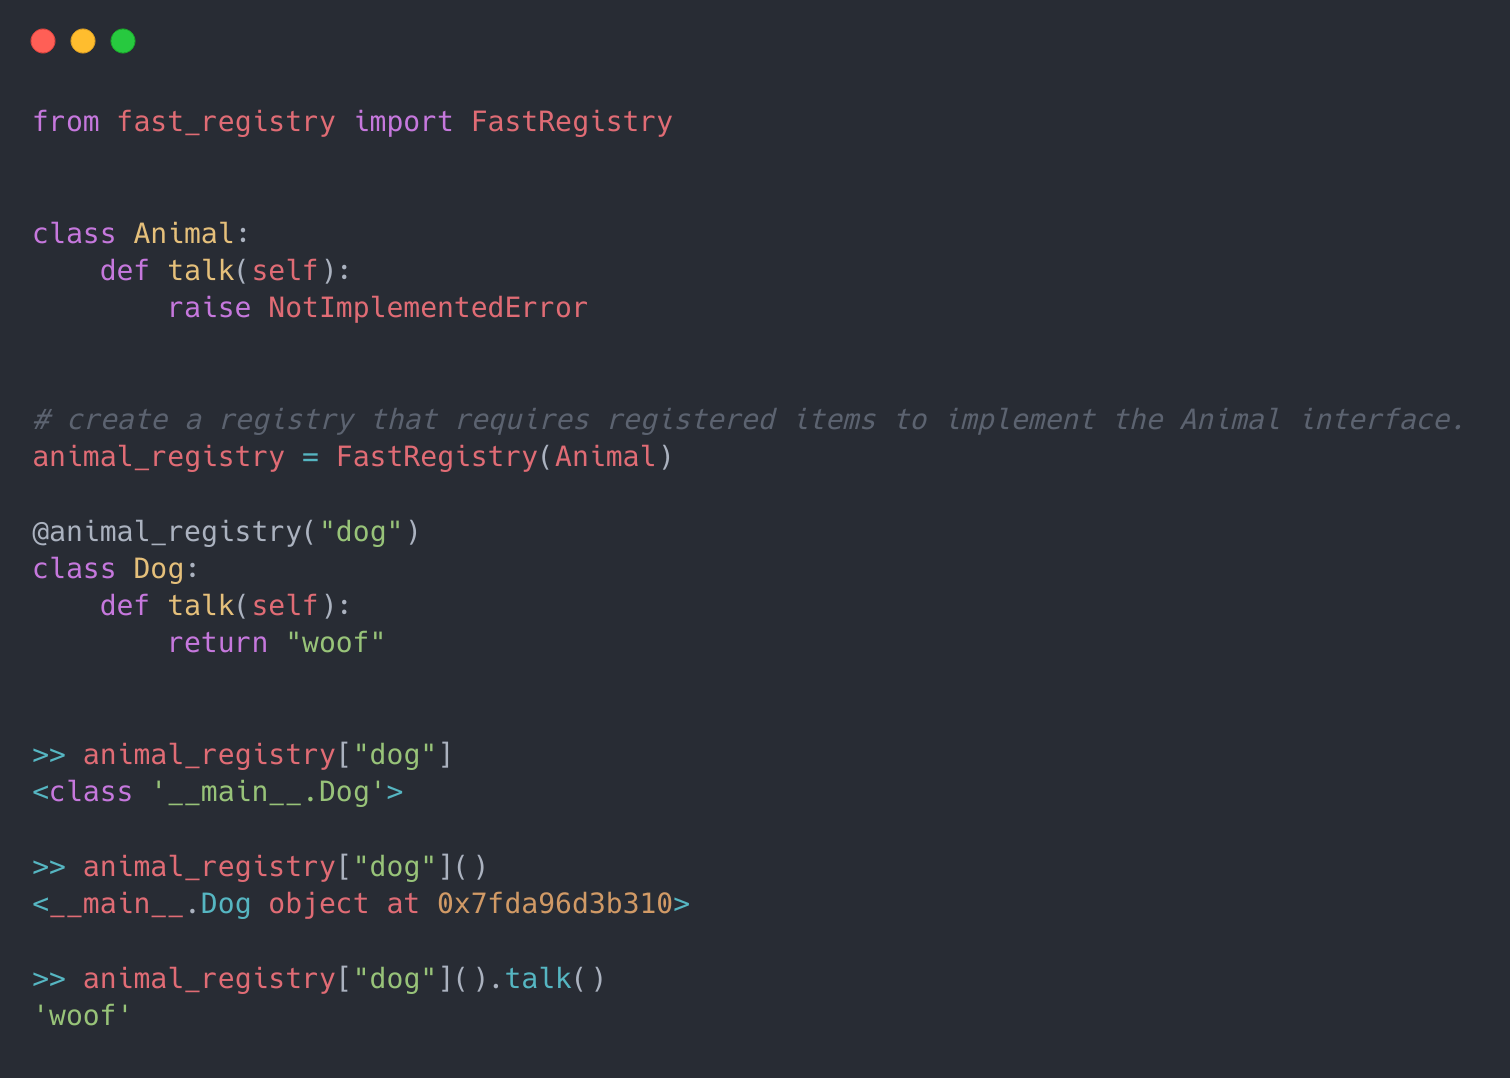 from fast_registry import FastRegistry
class Animal:
    def talk(self):
        raise NotImplementedError
# create a registry that requires registered items to implement the Animal interface.
animal_registry = FastRegistry(Animal)
@animal_registry("dog")
class Dog:
    def talk(self):
        return "woof"
>> animal_registry["dog"]
<class '__main__.Dog'>
>> animal_registry["dog"]()
<__main__.Dog object at 0x7fda96d3b310>
>> animal_registry["dog"]().talk()
'woof'